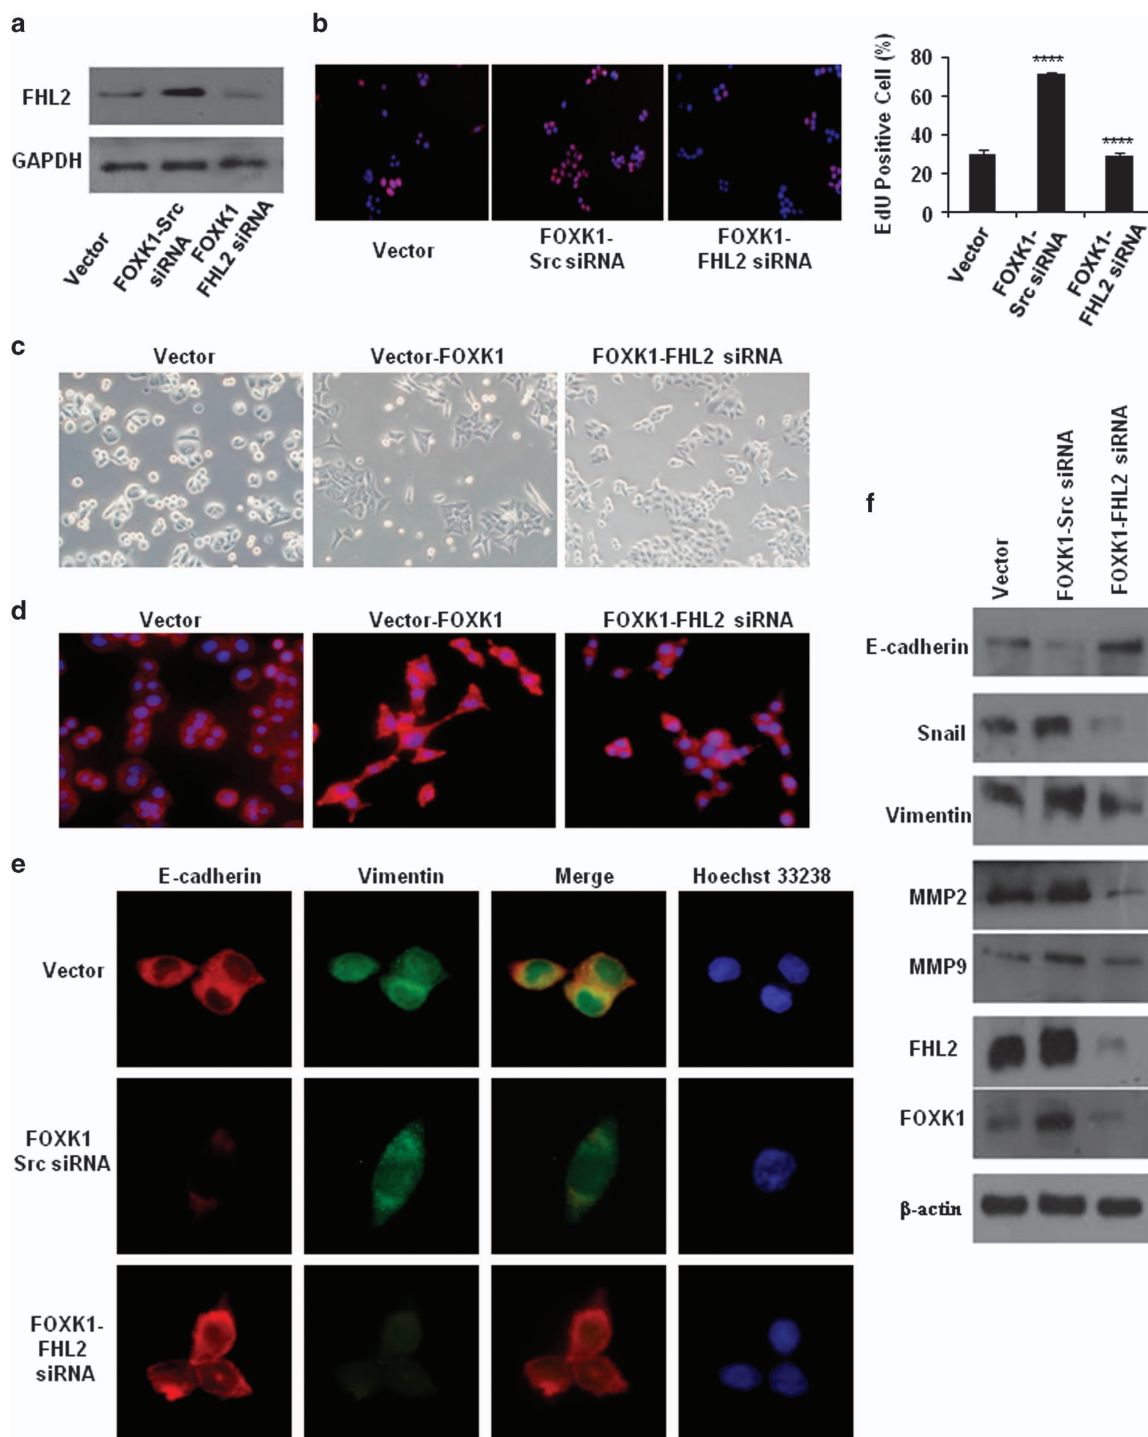 a
FHL2
GAPDH
Vector
FOXK1-Src
siRNA
FOXK1
FHL2 siRNA
b
Vector
FOXK1-
Src siRNA
FOXK1-
FHL2 siRNA
EdU Positive Cell (%)
80
60
40
20
0
****
****
Vector
FOXK1-
Src siRNA
FOXK1-
FHL2 siRNA
c
Vector
Vector-FOXK1
FOXK1-FHL2 siRNA
d
Vector
Vector-FOXK1
FOXK1-FHL2 siRNA
e
E-cadherin
Vimentin
Merge
Hoechst 33238
Vector
FOXK1
Src siRNA
FOXK1-
FHL2
siRNA
f
Vector
FOXK1-Src siRNA
FOXK1-FHL2 siRNA
E-cadherin
Snail
Vimentin
MMP2
MMP9
FHL2
FOXK1
β-actin